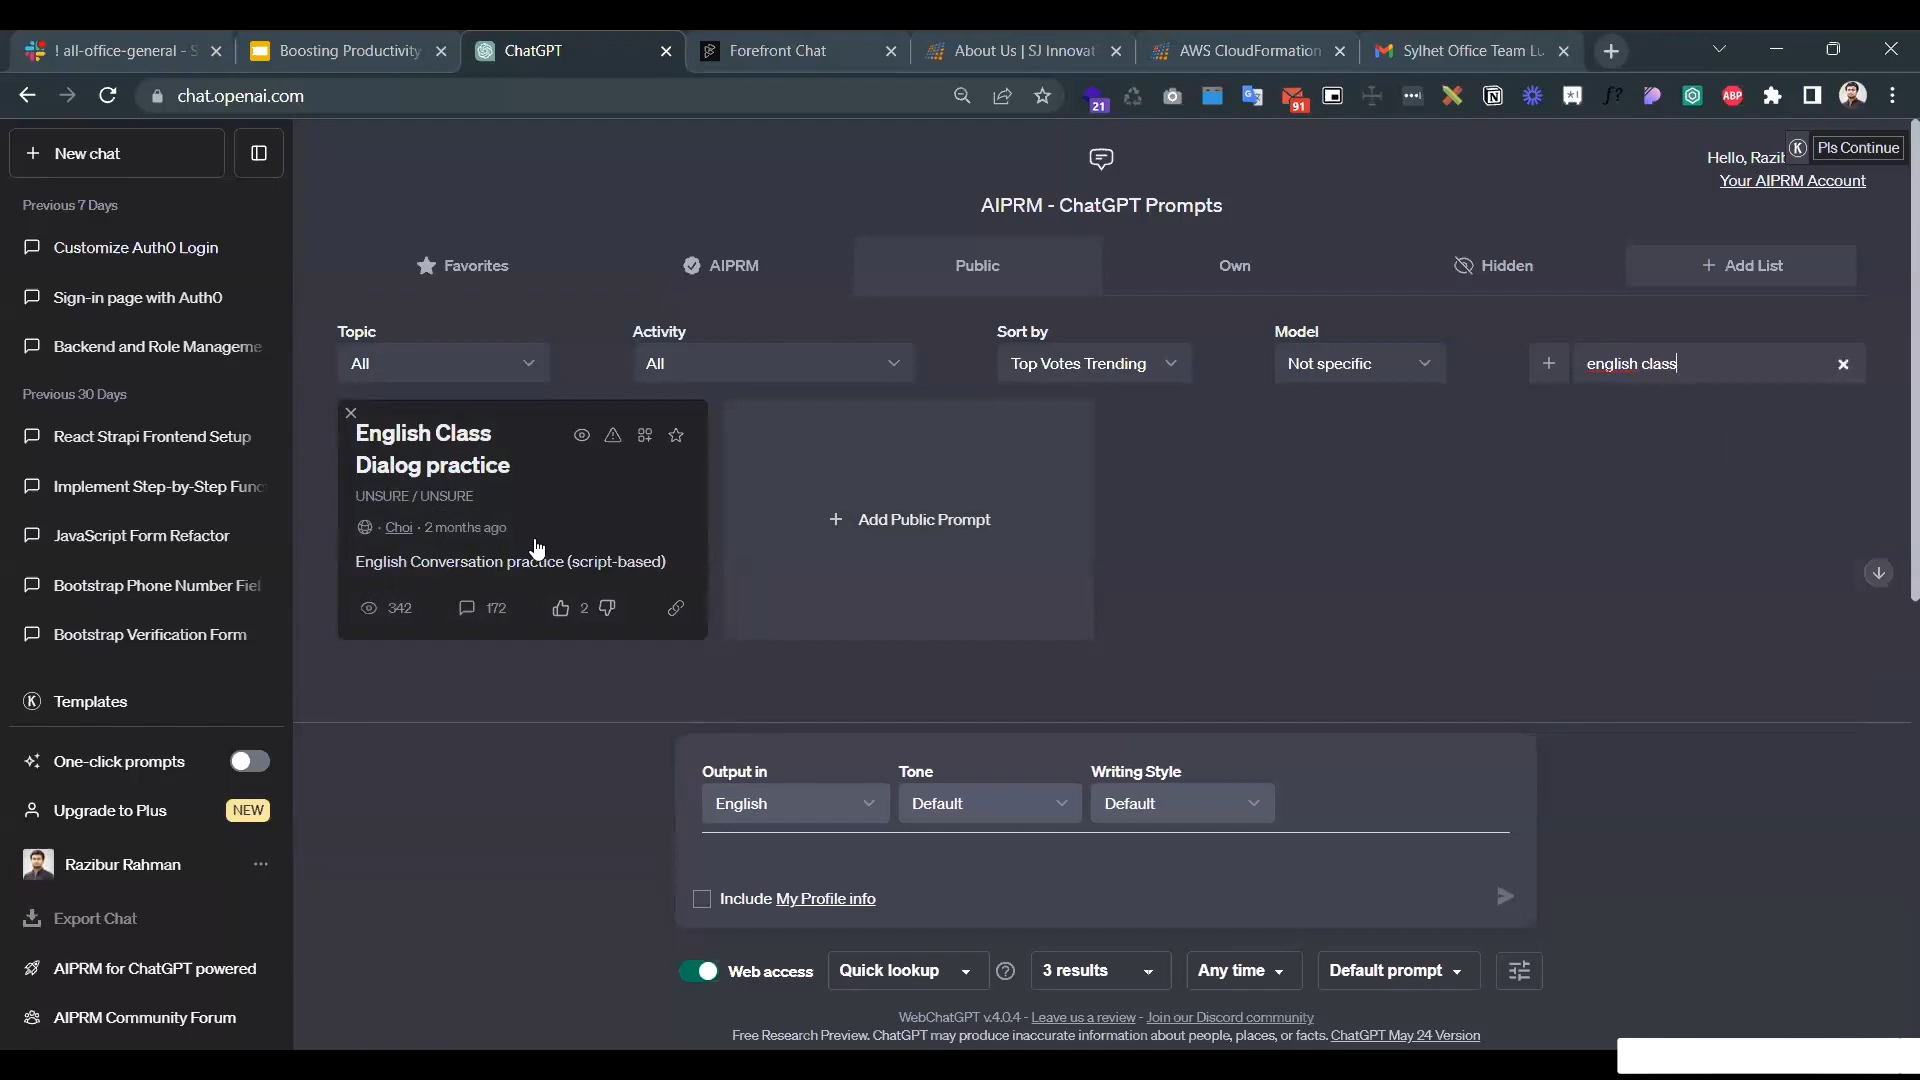 ! all-office-general - S
Boosting Productivity
ChatGPT
Forefront Chat
About Us | SJ Innovat
AWS CloudFormation
Sylhet Office Team Lu
chat.openai.com
21
91
ABP
New chat
Previous 7 Days
Customize Auth0 Login
Sign-in page with Auth0
Backend and Role Manageme
Previous 30 Days
React Strapi Frontend Setup
Implement Step-by-Step Func
JavaScript Form Refactor
Bootstrap Phone Number Fiel
Bootstrap Verification Form
Templates
One-click prompts
Upgrade to Plus
NEW
Razibur Rahman
Export Chat
AIPRM for ChatGPT powered
AIPRM Community Forum
Hello, Razit
K
Pls Continue
Your AIPRM Account
AIPRM - ChatGPT Prompts
Favorites
AIPRM
Public
Own
Hidden
+ Add List
Topic
Activity
Sort by
Model
All
All
Top Votes Trending
Not specific
+
english class
English Class
Dialog practice
UNSURE / UNSURE
· Choi · 2 months ago
English Conversation practice (script-based)
342
172
2
+ Add Public Prompt
Output in
Tone
Writing Style
English
Default
Default
Include My Profile info
Web access
Quick lookup
3 results
Any time
Default prompt
WebChatGPT v.4.0.4 - Leave us a review - Join our Discord community
Free Research Preview. ChatGPT may produce inaccurate information about people, places, or facts. ChatGPT May 24 Version